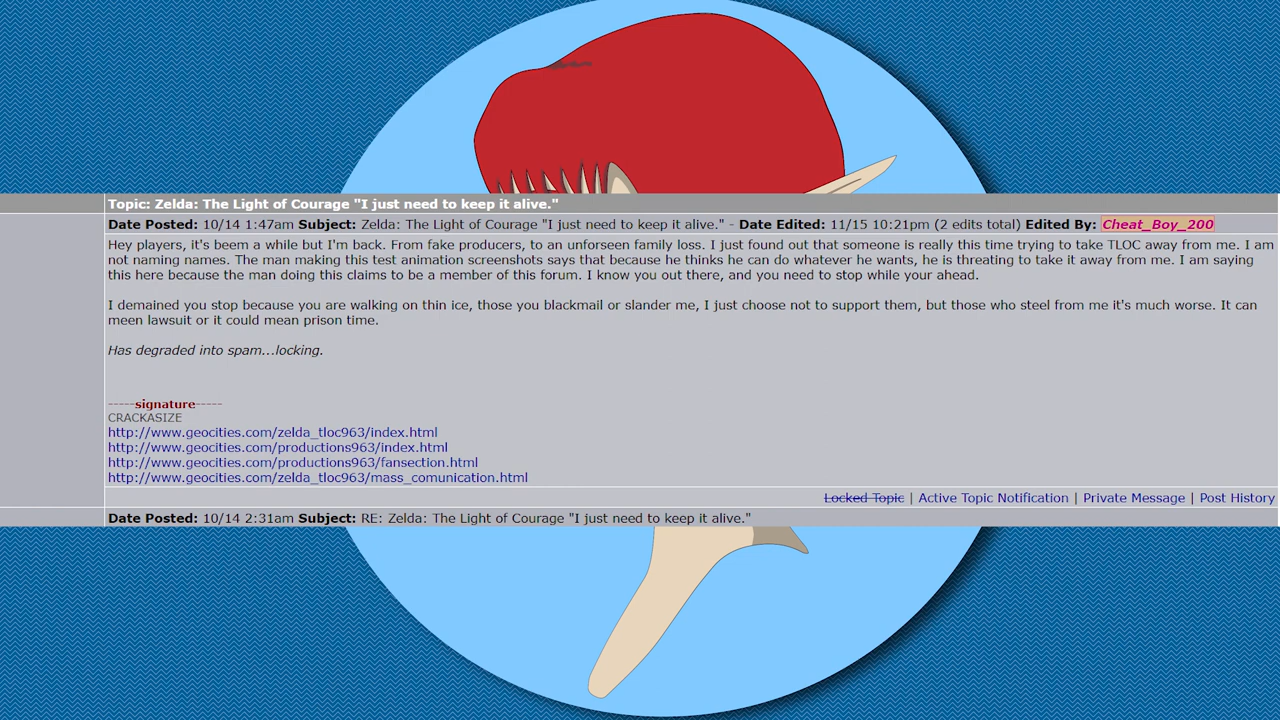 Topic: Zelda: The Light of Courage "I just need to keep it alive."
Date Posted: 10/14 1:47am Subject: Zelda: The Light of Courage "I just need to keep it alive." - Date Edited: 11/15 10:21pm (2 edits total) Edited By: Cheat_Boy_200
Hey players, it's beem a while but I'm back. From fake producers, to an unforseen family loss. I just found out that someone is really this time trying to take TLOC away from me. I am
not naming names. The man making this test animation screenshots says that because he thinks he can do whatever he wants, he is threating to take it away from me. I am saying
this here because the man doing this claims to be a member of this forum. I know you out there, and you need to stop while your ahead.
I demained you stop because you are walking on thin ice, those you blackmail or slander me, I just choose not to support them, but those who steel from me it's much worse. It can
meen lawsuit or it could mean prison time.
Has degraded into spam...locking.
-----signature-----
CRACKASIZE
http://www.geocities.com/zelda_tloc963/index.html
http://www.geocities.com/productions963/index.html
http://www.geocities.com/productions963/fansection.html
http://www.geocities.com/zelda_tloc963/mass_comunication.html
Locked Topic | Active Topic Notification | Private Message | Post History
Date Posted: 10/14 2:31am Subject: RE: Zelda: The Light of Courage "I just need to keep it alive."